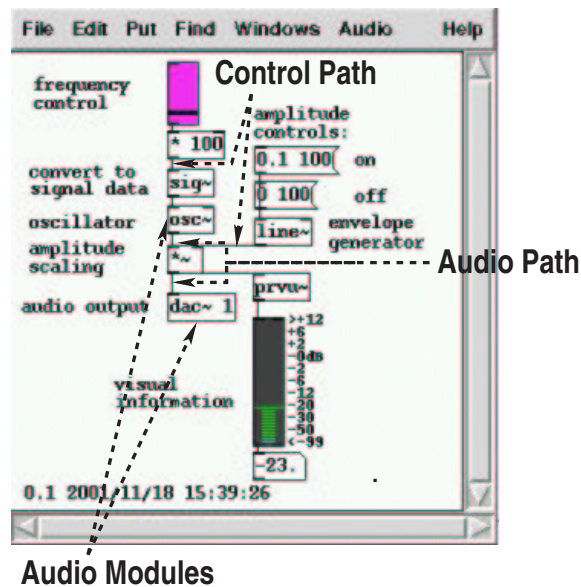 File Edit Put Find Windows Audio Help
Control Path
frequency
control
amplitude
controls:
* 100
0.1 100 on
convert to
signal data
sig~
0 100 off
oscillator
osc~
line~
envelope
generator
amplitude
scaling
*~
Audio Path
prvu~
audio output
dac~ 1
>+12
+6
+2
-0dB
-2
-6
-12
-20
-30
-50
<-99
visual
information
-23.
0.1 2001/11/18 15:39:26
Audio Modules